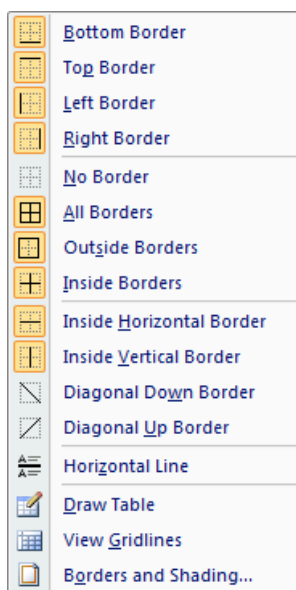 Bottom Border
Top Border
Left Border
Right Border
No Border
All Borders
Outside Borders
Inside Borders
Inside Horizontal Border
Inside Vertical Border
Diagonal Down Border
Diagonal Up Border
Horizontal Line
Draw Table
View Gridlines
Borders and Shading...